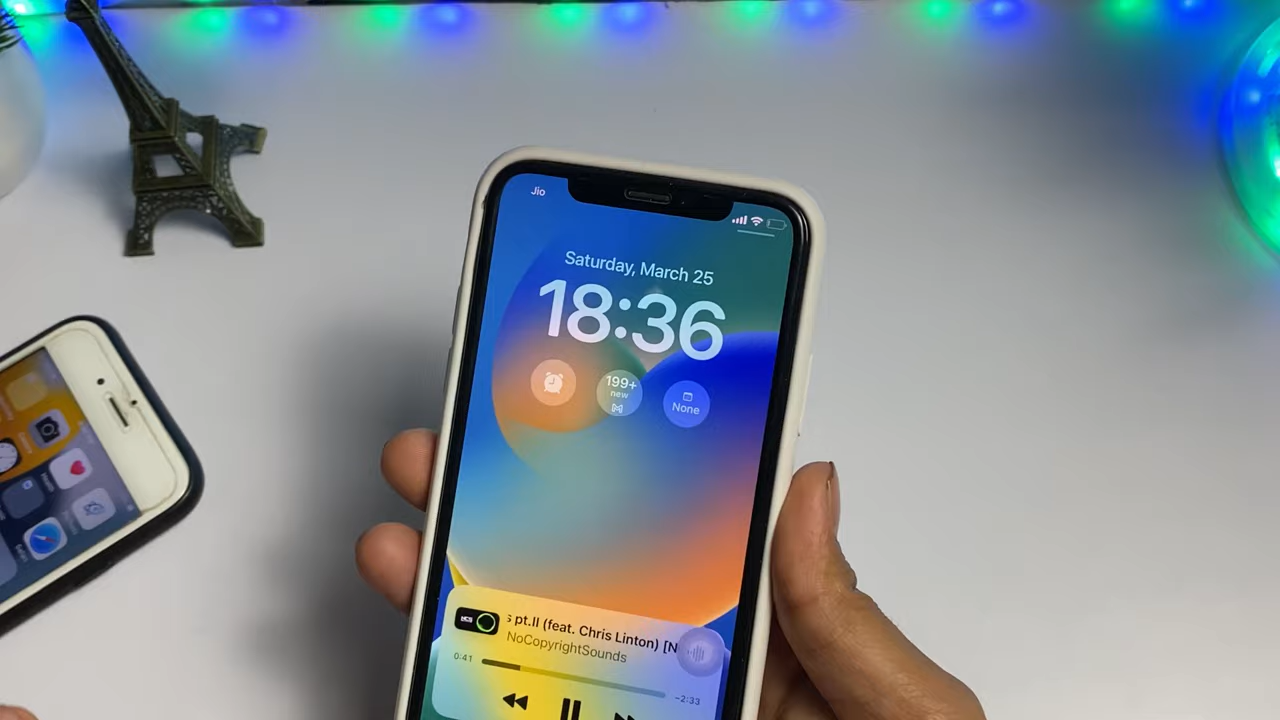 Jio
Saturday, March 25
18:36
199+
new
None
s pt.II (feat. Chris Linton) [N
NoCopyrightSounds
0:41
-2:33